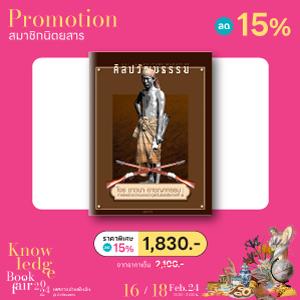 Promotion
สมาชิกนิตยสาร
ลด 15%
ศิลปวัฒนธรรม
ราคาพิเศษ
ลด 15%
1,830.-
จากราคาเต็ม 2,160.-
Know
ledge
Book
fair 2024
16 / 18 Feb.24